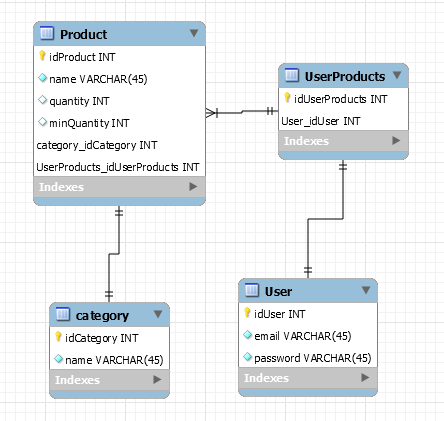 Product
idProduct INT
name VARCHAR(45)
quantity INT
minQuantity INT
category_idCategory INT
UserProducts_idUserProducts INT
Indexes
UserProducts
idUserProducts INT
User_idUser INT
Indexes
category
idCategory INT
name VARCHAR(45)
Indexes
User
idUser INT
email VARCHAR(45)
password VARCHAR(45)
Indexes